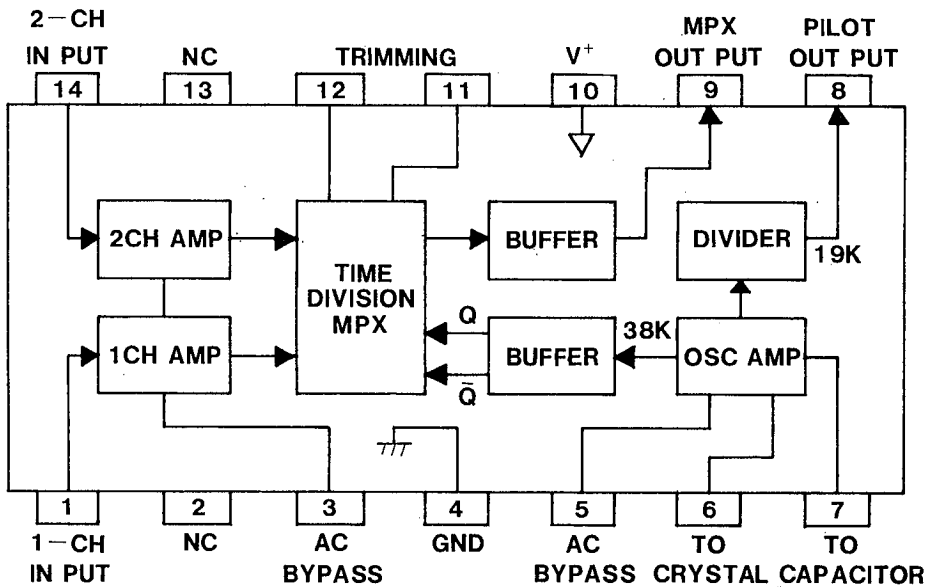 2-CH
IN PUT
NC
TRIMMING
V+
MPX
OUT PUT
PILOT
OUT PUT
14
13
12
11
10
9
8
2CH AMP
TIME
DIVISION
MPX
BUFFER
DIVIDER
19K
1CH AMP
Q
Q̄
BUFFER
38K
OSC AMP
1
2
3
4
5
6
7
1-CH
IN PUT
NC
AC
BYPASS
GND
AC
BYPASS
TO
CRYSTAL
TO
CAPACITOR